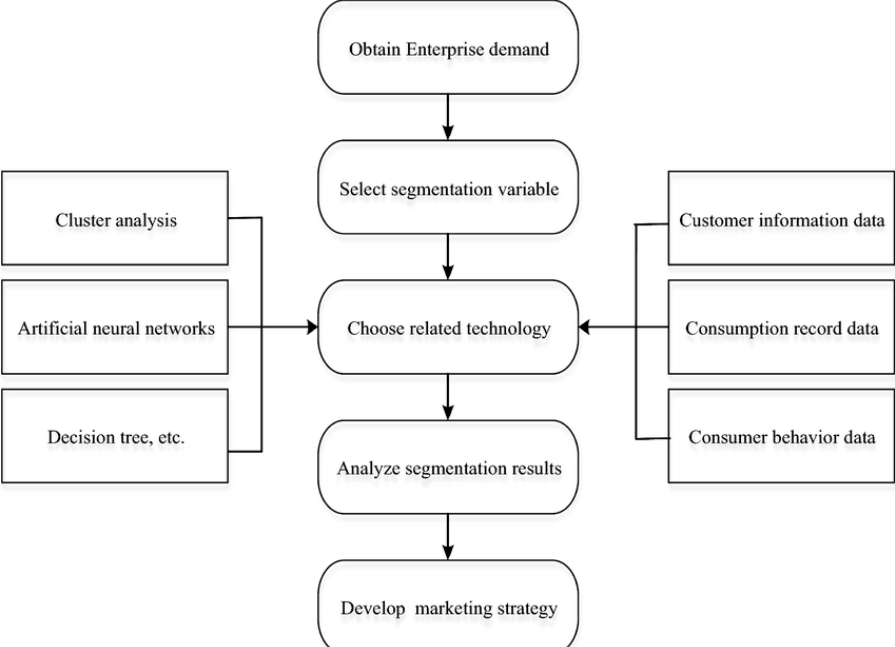 Obtain Enterprise demand
Select segmentation variable
Cluster analysis
Customer information data
Artificial neural networks
Choose related technology
Consumption record data
Decision tree, etc.
Consumer behavior data
Analyze segmentation results
Develop marketing strategy